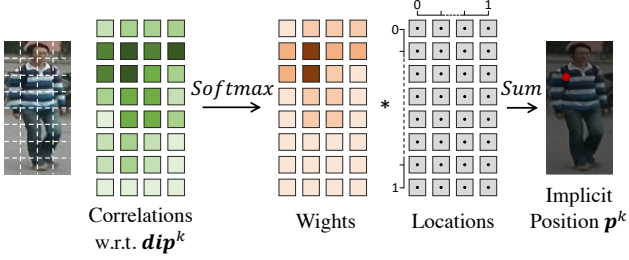 0 1
0
1
Softmax
*
Sum
Correlations
w.r.t. dip^k
Wights
Locations
Implicit
Position p^k